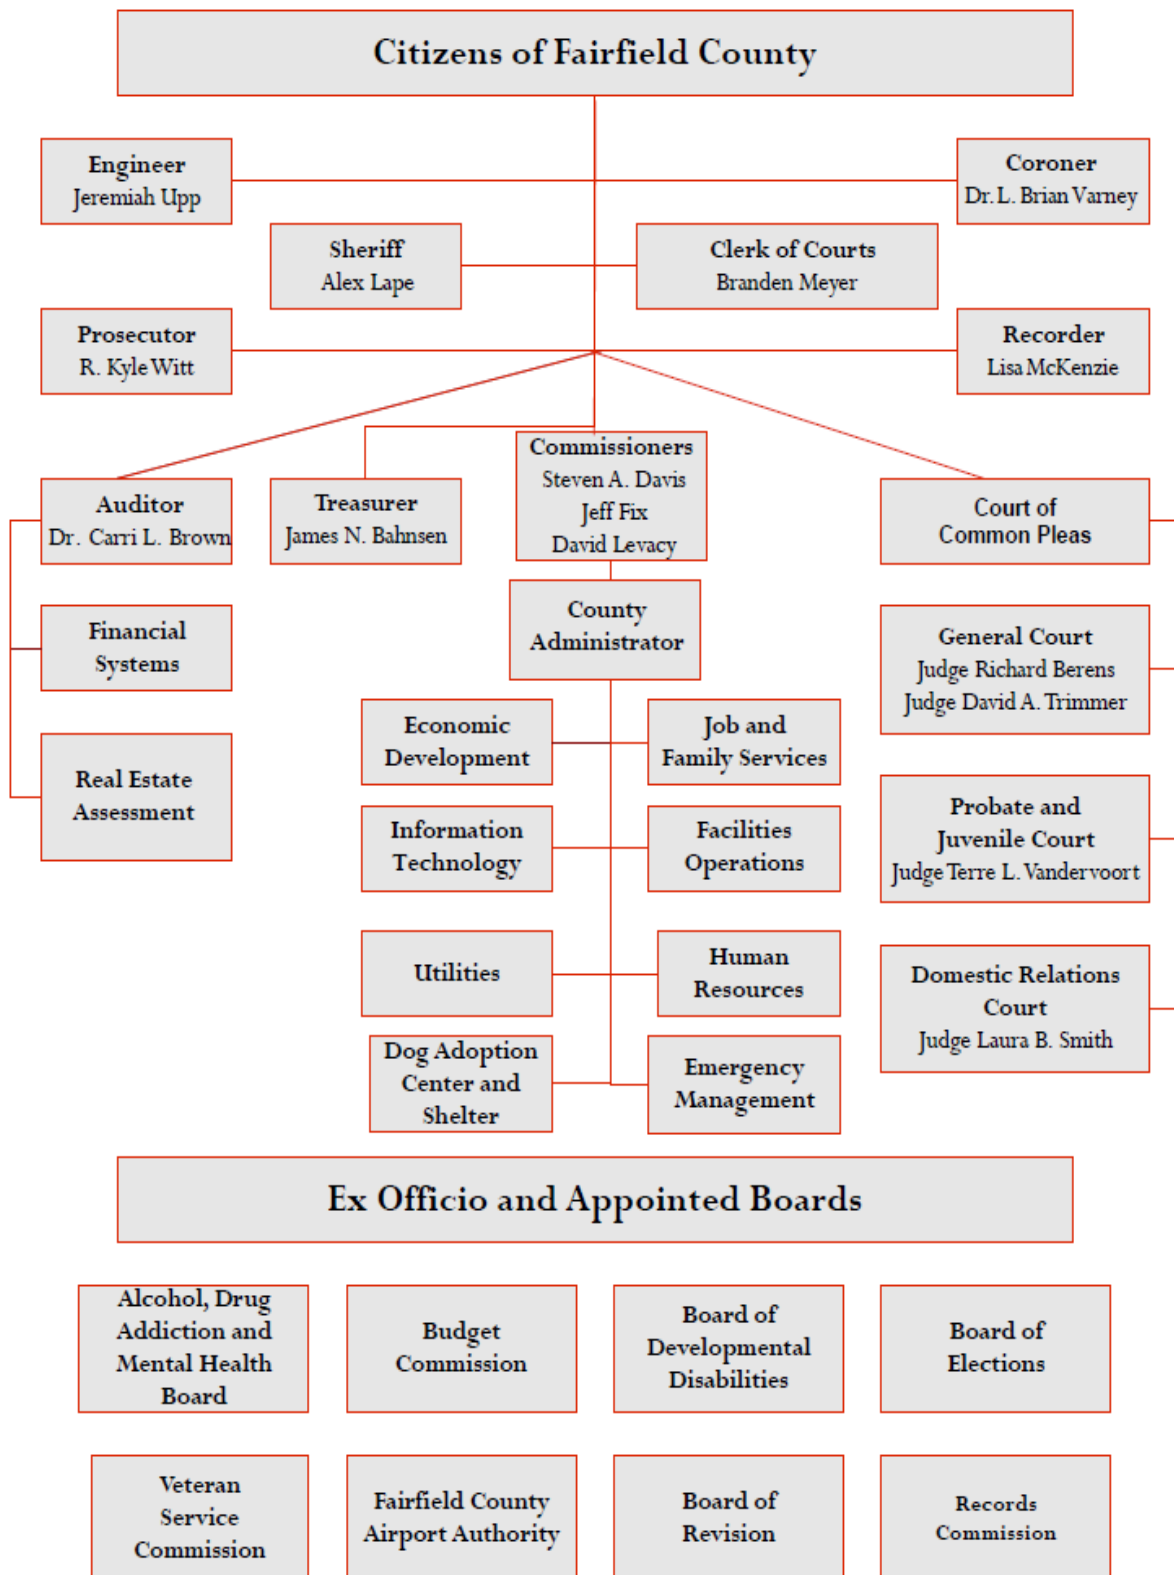 Citizens of Fairfield County
Engineer
Jeremiah Upp
Coroner
Dr. L. Brian Varney
Sheriff
Alex Lape
Clerk of Courts
Branden Meyer
Prosecutor
R. Kyle Witt
Recorder
Lisa McKenzie
Auditor
Dr. Carri L. Brown
Treasurer
James N. Bahnsen
Commissioners
Steven A. Davis
Jeff Fix
David Levacy
Court of
Common Pleas
County
Administrator
Financial
Systems
General Court
Judge Richard Berens
Judge David A. Trimmer
Economic
Development
Job and
Family Services
Real Estate
Assessment
Information
Technology
Facilities
Operations
Probate and
Juvenile Court
Judge Terre L. Vandervoort
Utilities
Human
Resources
Domestic Relations
Court
Judge Laura B. Smith
Dog Adoption
Center and
Shelter
Emergency
Management
Ex Officio and Appointed Boards
Alcohol, Drug
Addiction and
Mental Health
Board
Budget
Commission
Board of
Developmental
Disabilities
Board of
Elections
Veteran
Service
Commission
Fairfield County
Airport Authority
Board of
Revision
Records
Commission